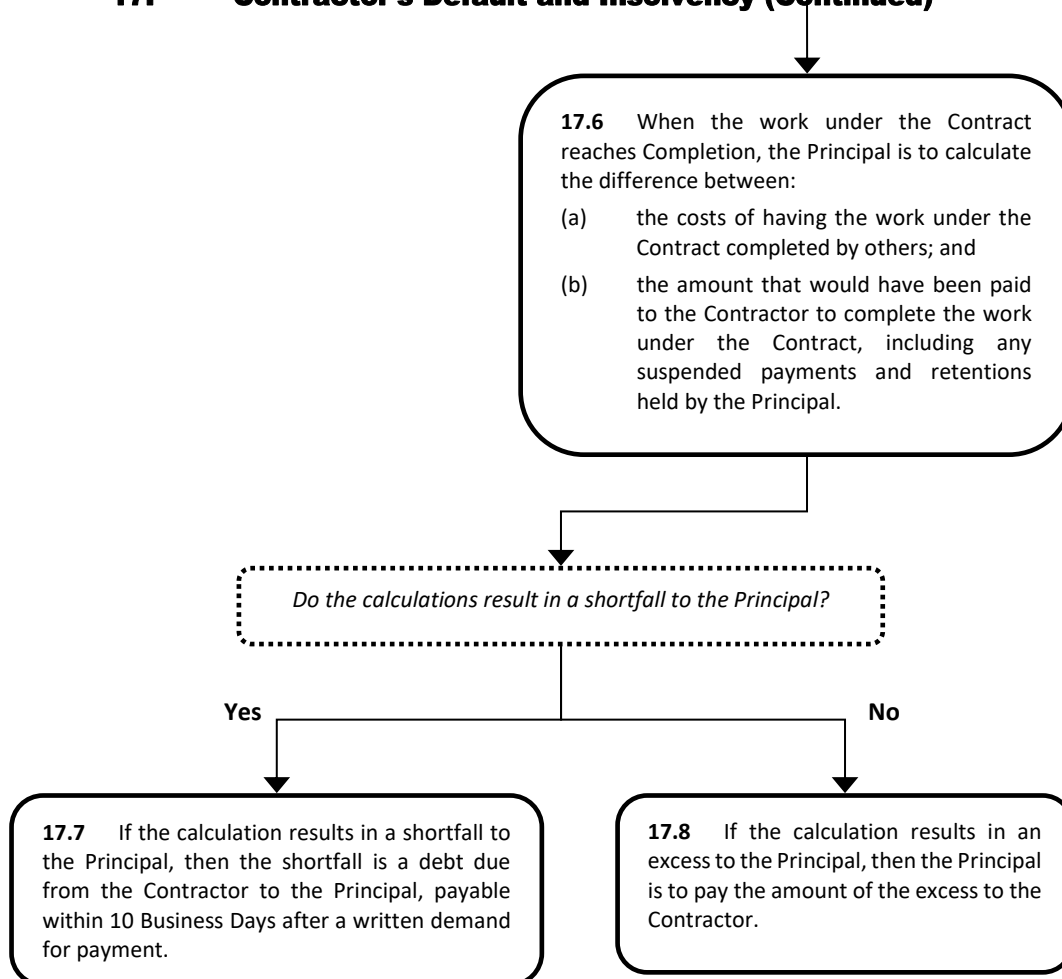 17. Contractor's Default and Insolvency (Continued)
17.6 When the work under the Contract
reaches Completion, the Principal is to calculate
the difference between:
(a) the costs of having the work under the
Contract completed by others; and
(b) the amount that would have been paid
to the Contractor to complete the work
under the Contract, including any
suspended payments and retentions
held by the Principal.
Do the calculations result in a shortfall to the Principal?
Yes
No
17.7 If the calculation results in a shortfall to
the Principal, then the shortfall is a debt due
from the Contractor to the Principal, payable
within 10 Business Days after a written demand
for payment.
17.8 If the calculation results in an
excess to the Principal, then the Principal
is to pay the amount of the excess to the
Contractor.